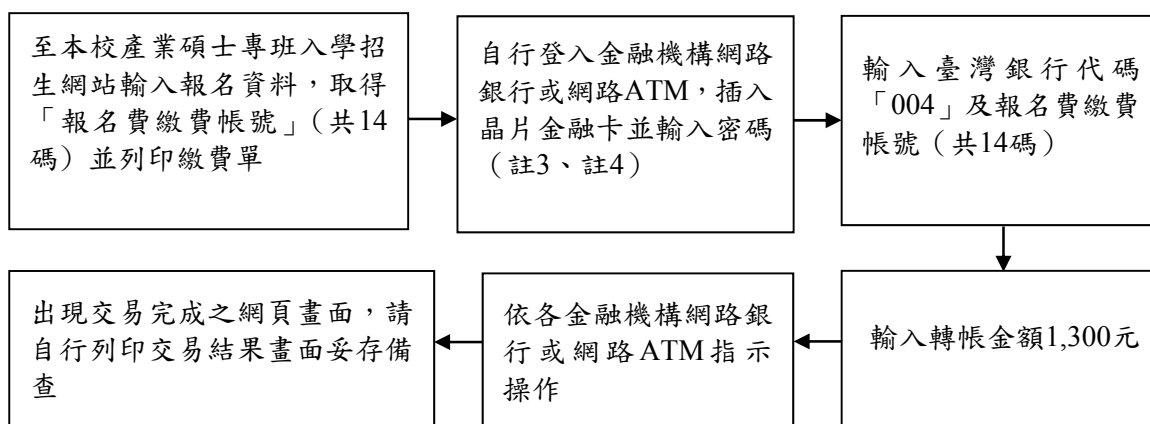 至本校產業碩士專班入學招
生網站輸入報名資料，取得
「報名費繳費帳號」（共14
碼）並列印繳費單
自行登入金融機構網路
銀行或網路ATM，插入
晶片金融卡並輸入密碼
（註3、註4）
輸入臺灣銀行代碼
「004」及報名費繳費
帳號（共14碼）
輸入轉帳金額1,300元
依各金融機構網路銀
行或網路ATM指示
操作
出現交易完成之網頁畫面，請
自行列印交易結果畫面妥存備
查